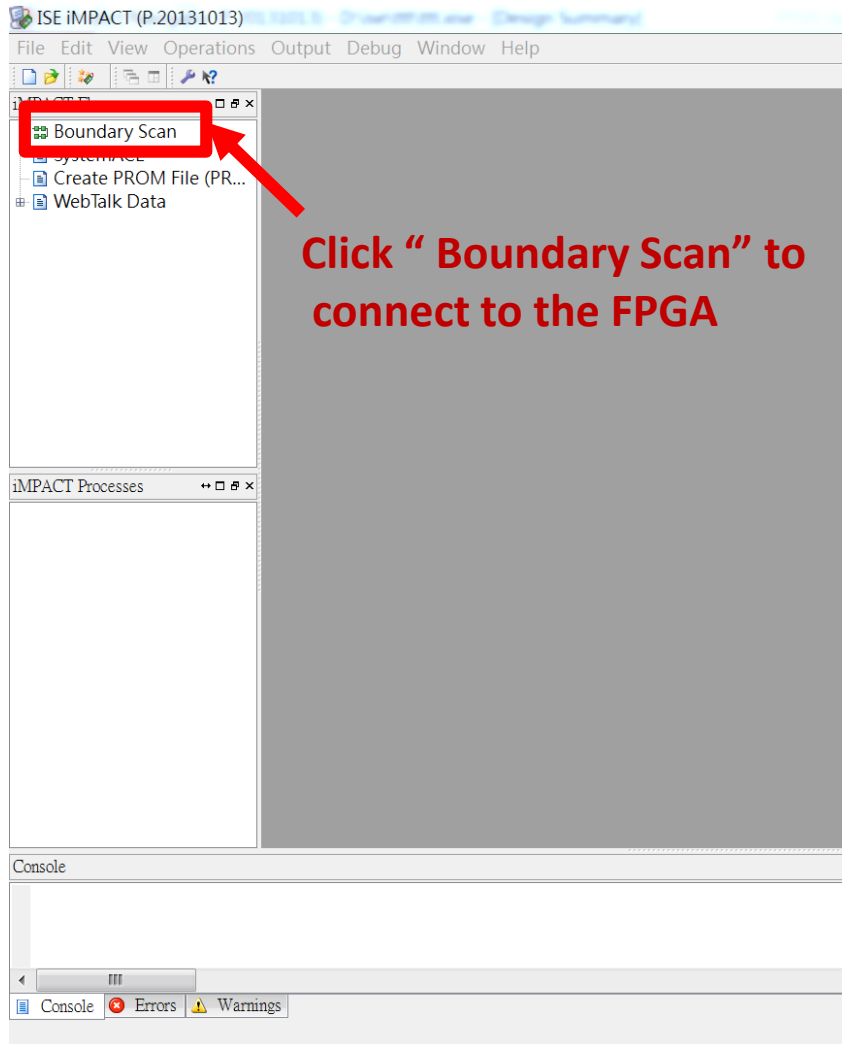 ISE iMPACT (P.20131013)
File Edit View Operations Output Debug Window Help
Boundary Scan
SystemACE
Create PROM File (PR...
WebTalk Data
Click “ Boundary Scan” to
connect to the FPGA
iMPACT Processes
Console
Console Errors Warnings